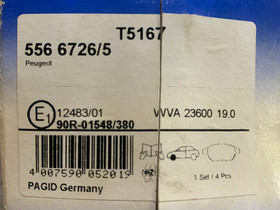 T5167
556 6726/5
Peugeot
E1 12483/01 WVA 23600 19.0
90R-01548/380
4 007590 052019
1 Set / 4 Pcs
PAGID Germany